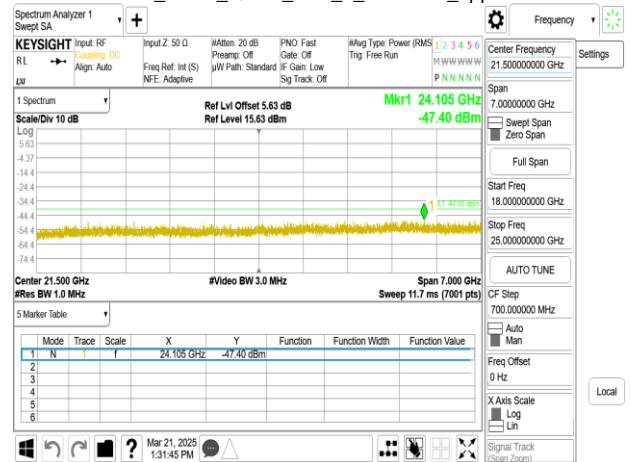 Spectrum Analyzer 1
Swept SA
+
Frequency
KEYSIGHT
RL
Input: RF
Coupling: DC
Align: Auto
Input Z: 50 Ω
Freq Ref: Int (S)
NFE: Adaptive
#Atten: 20 dB
Preamp: Off
µW Path: Standard
PNO: Fast
Gate: Off
IF Gain: Low
Sig Track: Off
#Avg Type: Power (RMS
Trig: Free Run
1 2 3 4 5 6
M W W W W W
P N N N N N
1 Spectrum
Scale/Div 10 dB
Ref Lvl Offset 5.63 dB
Ref Level 15.63 dBm
Mkr1 24.105 GHz
-47.40 dBm
Log
5.63
-4.37
-14.4
-24.4
-34.4
-44.4
-54.4
-64.4
-74.4
1
Center 21.500 GHz
#Video BW 3.0 MHz
Span 7.000 GHz
#Res BW 1.0 MHz
Sweep 11.7 ms (7001 pts)
5 Marker Table
Mode Trace Scale X Y Function Function Width Function Value
1 N 1 f 24.105 GHz -47.40 dBm
2
3
4
5
6
Mar 21, 2025
1:31:45 PM
Center Frequency
21.50000000 GHz
Settings
Span
7.00000000 GHz
Swept Span
Zero Span
Full Span
Start Freq
18.00000000 GHz
Stop Freq
25.000000000 GHz
AUTO TUNE
CF Step
700.000000 MHz
Auto
Man
Freq Offset
0 Hz
X Axis Scale
Log
Lin
Local
Signal Track
(Span Zoom)